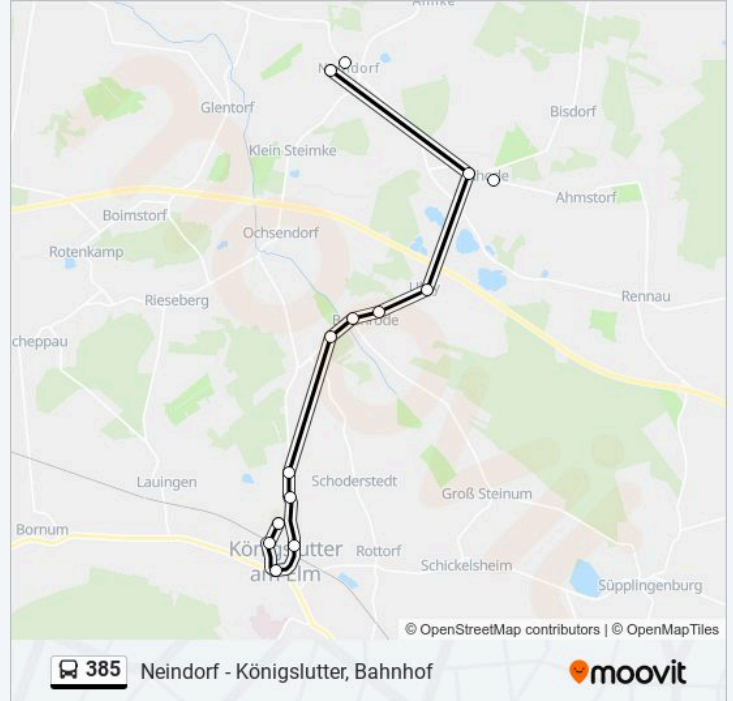 Glentorf
Bisdorf
Klein Steimke
Ahmstorf
Boimstorf
Ochsendorf
Rotenkamp
Rieseberg
Rennau
cheppau
Lauingen
Schoderstedt
Groß Steinum
Bornum
Königslutter
am Elm
Rottorf
Schickelsheim
Süpplingenburg
© OpenStreetMap contributors | © OpenMapTiles
385 Neindorf - Königslutter, Bahnhof
moovit